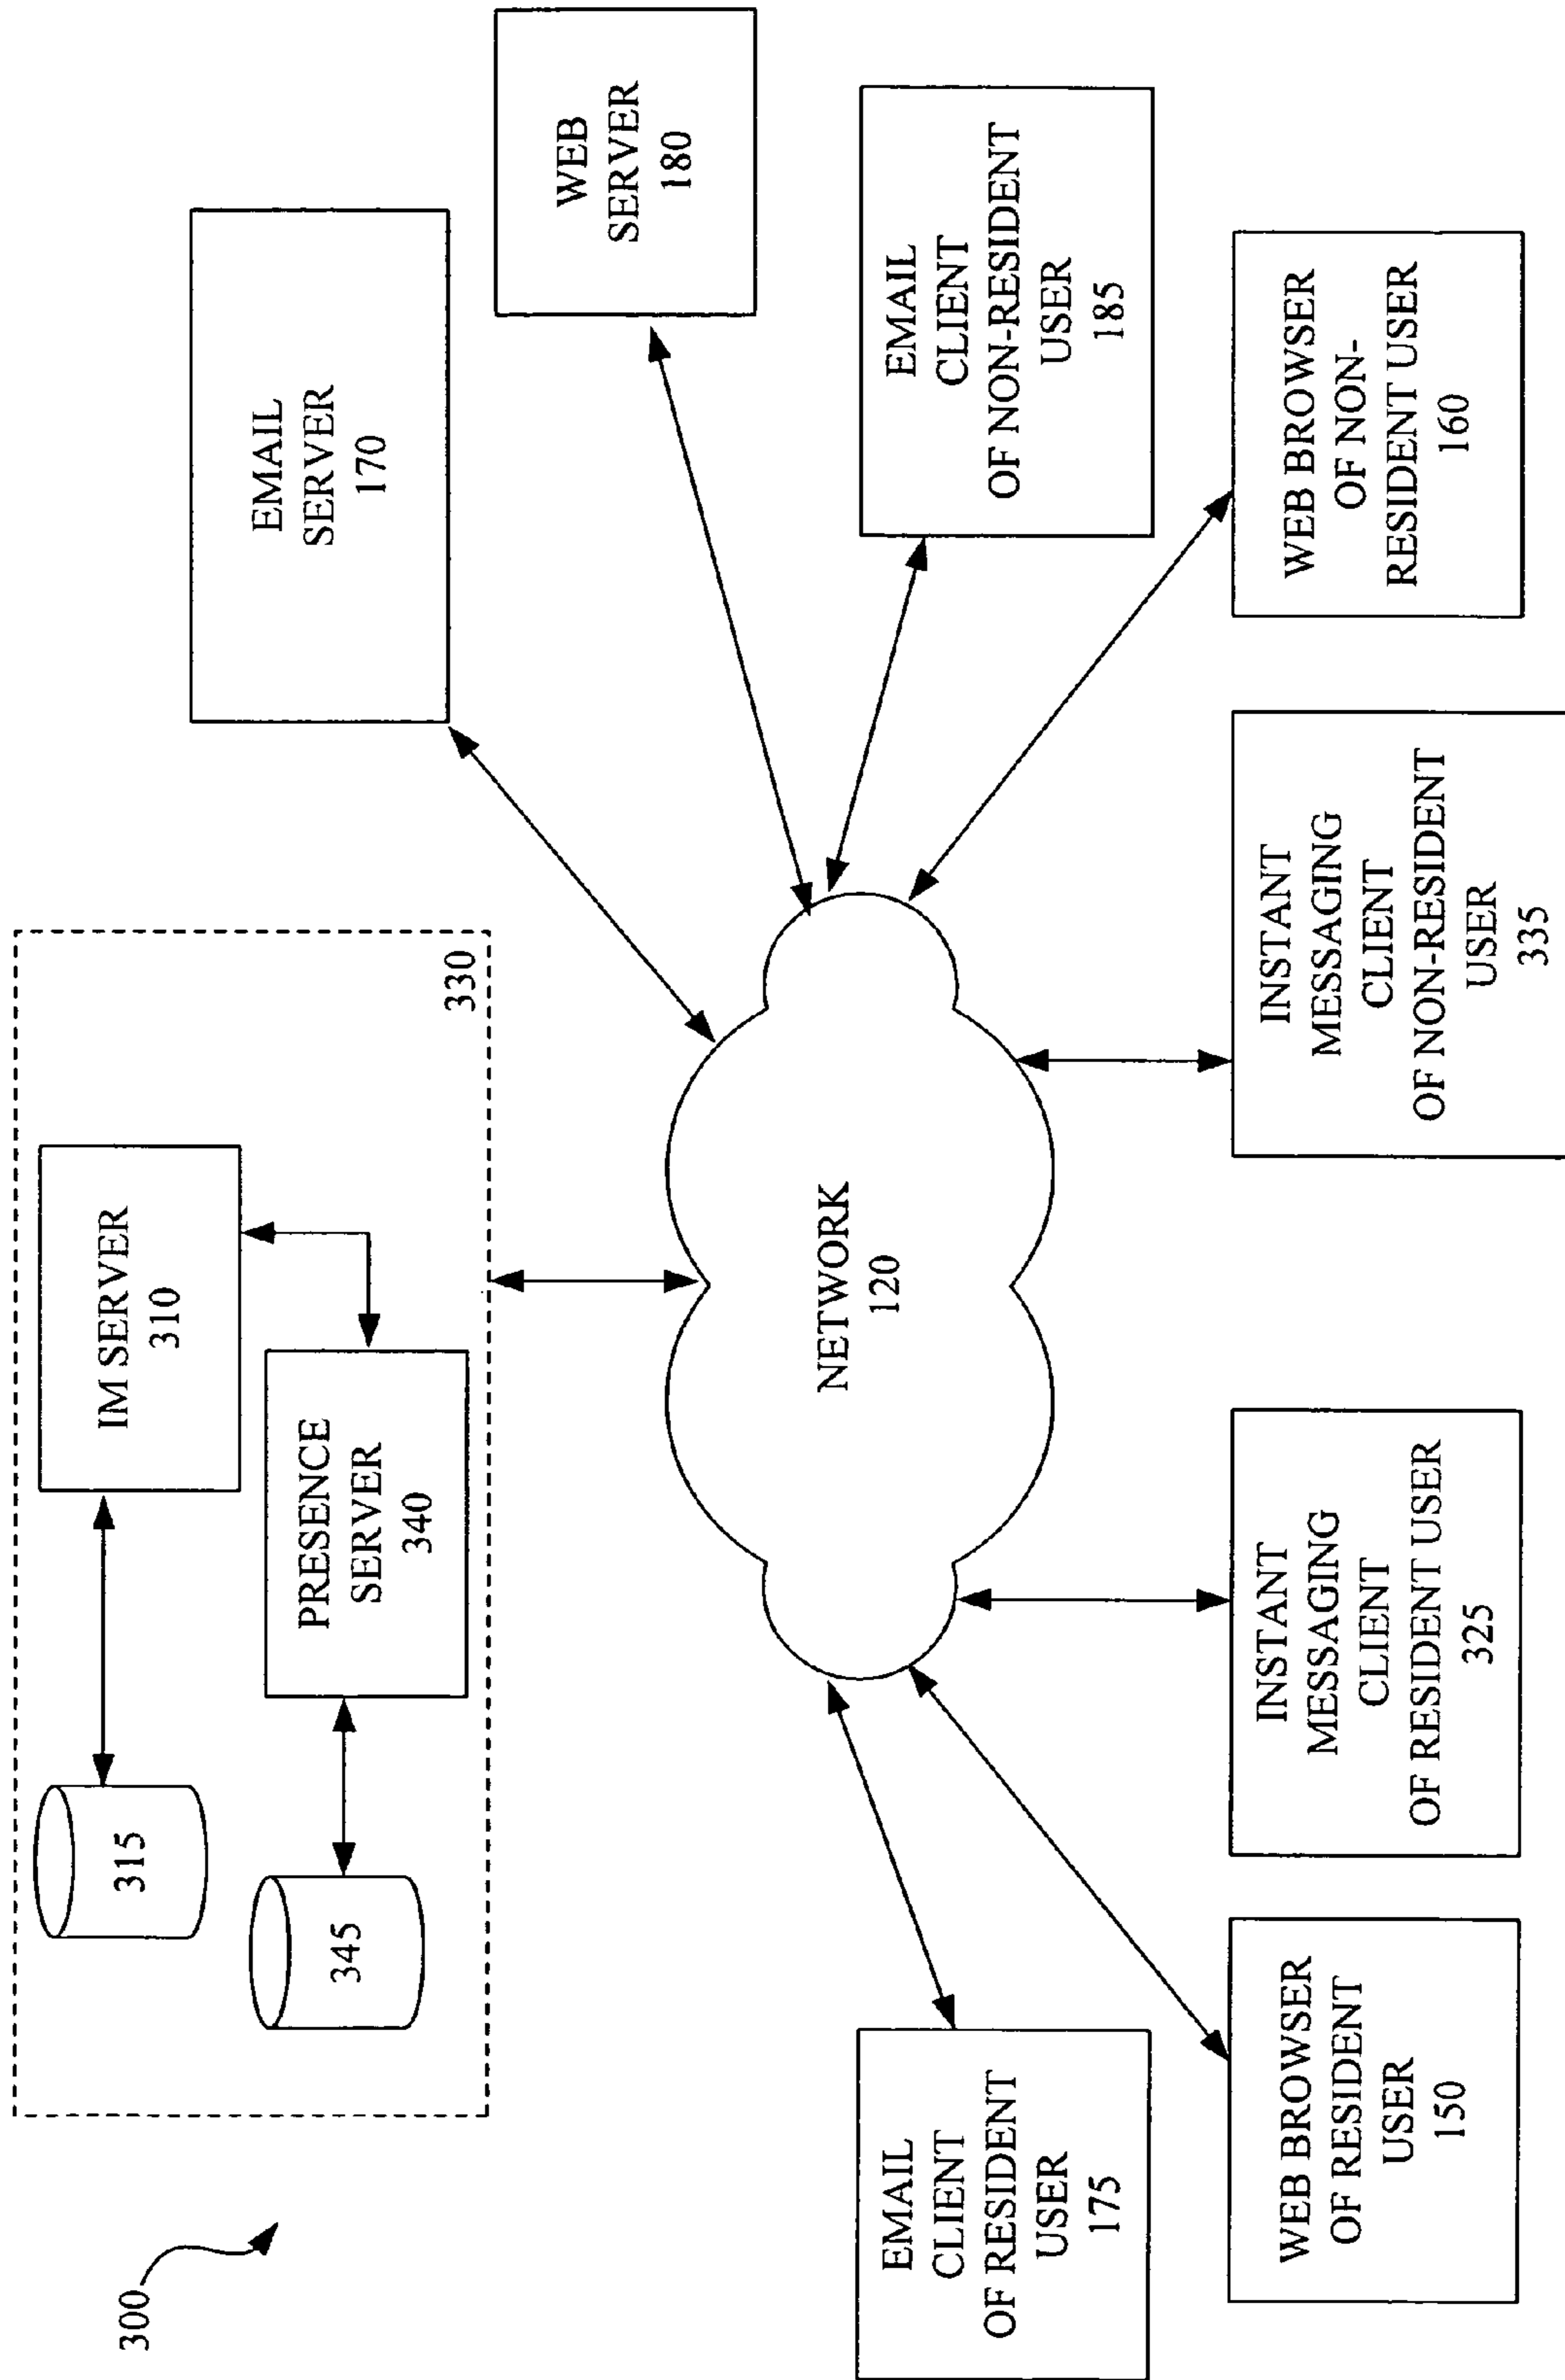 300
315
345
IM SERVER
310
PRESENCE
SERVER
340
330
EMAIL
SERVER
170
WEB
SERVER
180
NETWORK
120
EMAIL
CLIENT
OF RESIDENT
USER
175
EMAIL
CLIENT
OF NON-RESIDENT
USER
185
WEB BROWSER
OF RESIDENT
USER
150
INSTANT
MESSAGING
CLIENT
OF RESIDENT USER
325
INSTANT
MESSAGING
CLIENT
OF NON-RESIDENT
USER
335
WEB BROWSER
OF NON-
RESIDENT USER
160